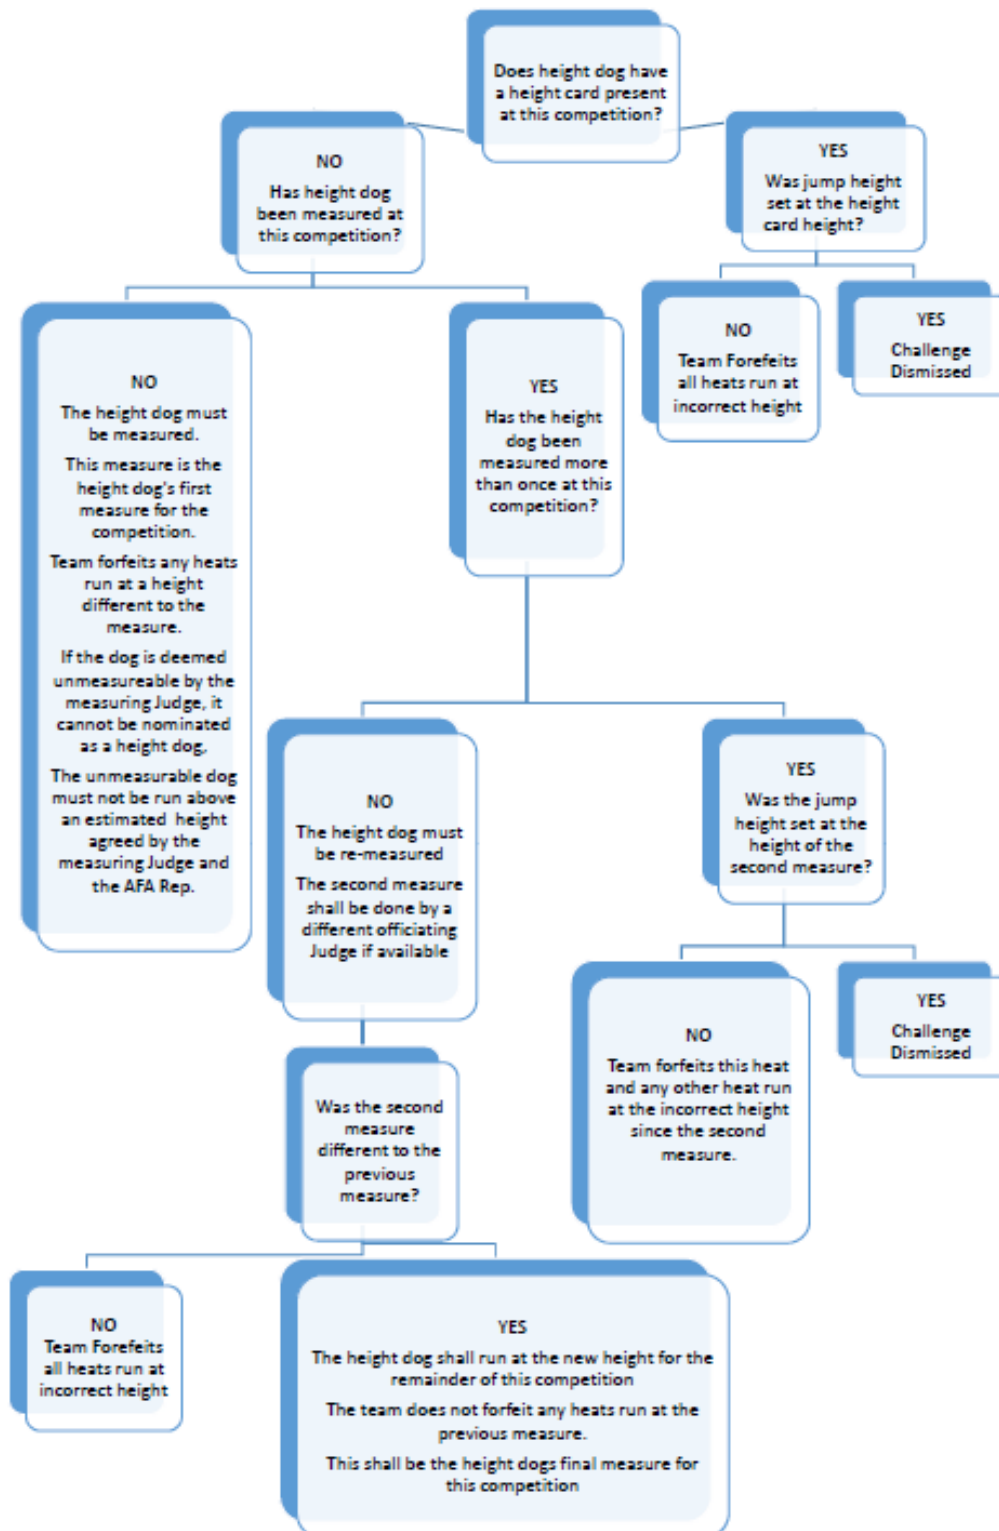 Does height dog have
a height card present
at this competition?
NO
Has height dog
been measured at
this competition?
YES
Was jump height
set at the height
card height?
NO
Team Forefeits
all heats run at
incorrect height
YES
Challenge
Dismissed
NO
The height dog must
be measured.
This measure is the
height dog's first
measure for the
competition.
Team forfeits any heats
run at a height
different to the
measure.
If the dog is deemed
unmeasureable by the
measuring Judge, it
cannot be nominated
as a height dog,
The unmeasurable dog
must not be run above
an estimated height
agreed by the
measuring Judge and
the AFA Rep.
YES
Has the height
dog been
measured more
than once at this
competition?
NO
The height dog must
be re-measured
The second measure
shall be done by a
different officiating
Judge if available
YES
Was the jump
height set at the
height of the
second measure?
NO
Team forfeits this heat
and any other heat run
at the incorrect height
since the second
measure.
YES
Challenge
Dismissed
Was the second
measure
different to the
previous
measure?
NO
Team Forefeits
all heats run at
incorrect height
YES
The height dog shall run at the new height for the
remainder of this competition
The team does not forfeit any heats run at the
previous measure.
This shall be the height dogs final measure for
this competition